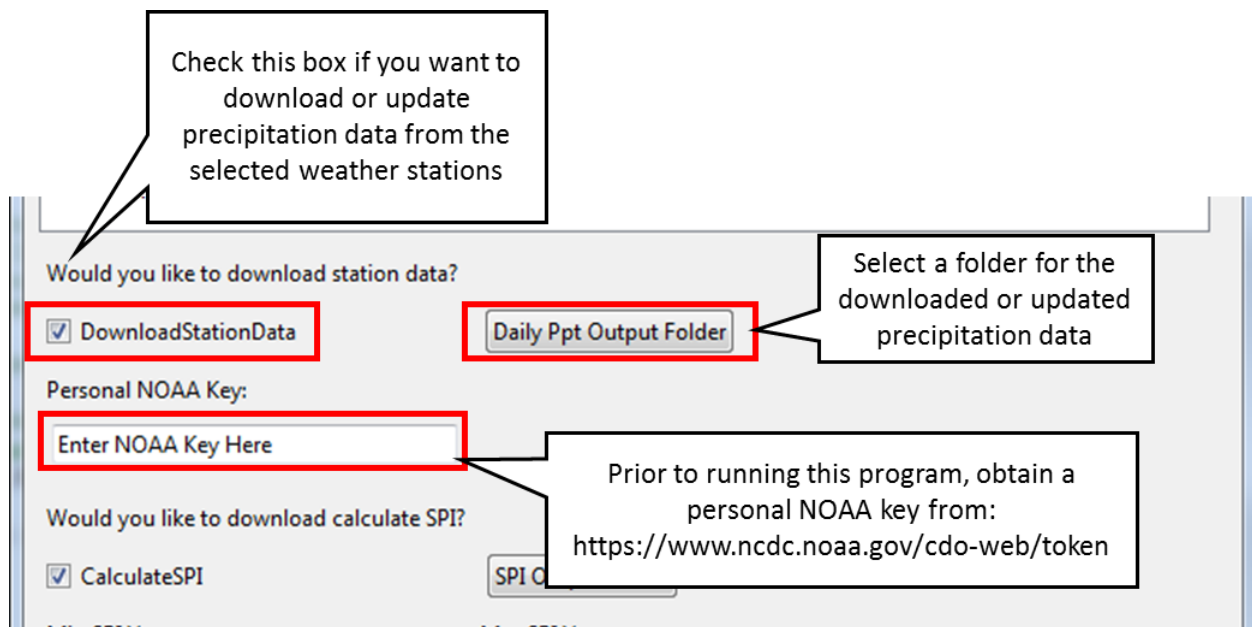 Check this box if you want to
download or update
precipitation data from the
selected weather stations
Would you like to download station data?
DownloadStationData
Daily Ppt Output Folder
Select a folder for the
downloaded or updated
precipitation data
Personal NOAA Key:
Enter NOAA Key Here
Prior to running this program, obtain a
personal NOAA key from:
https://www.ncdc.noaa.gov/cdo-web/token
Would you like to download calculate SPI?
CalculateSPI
SPI